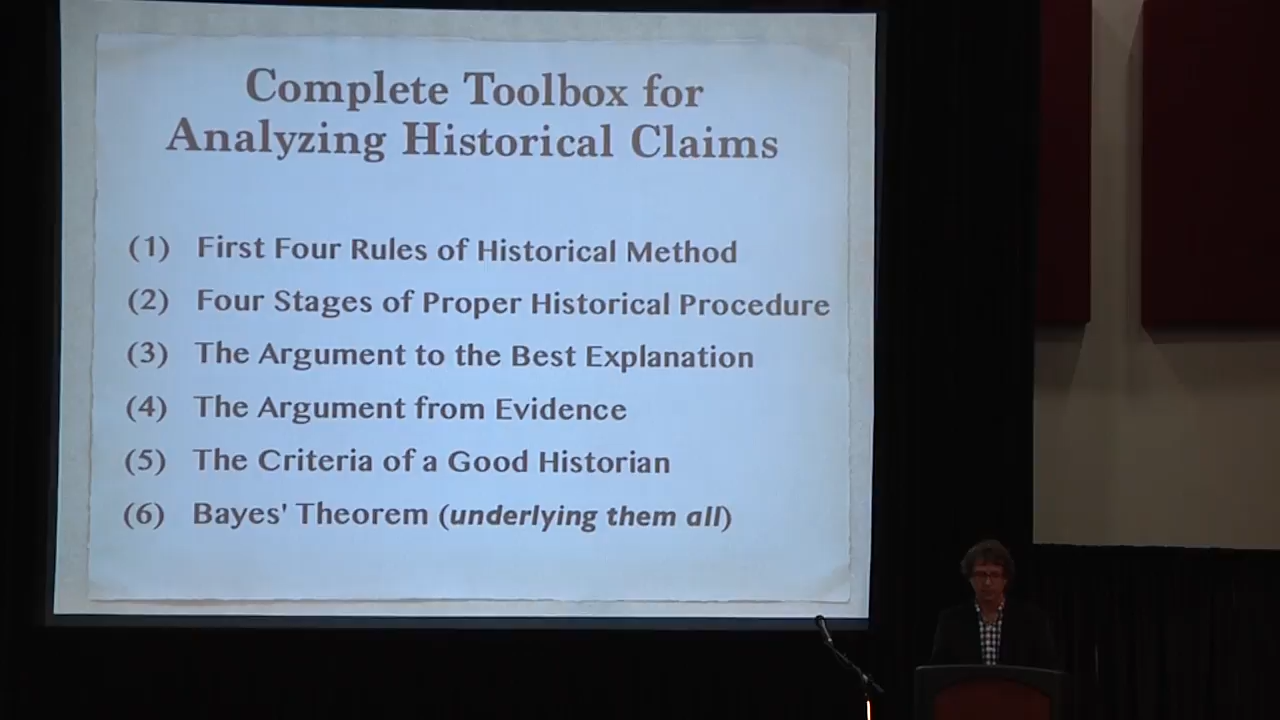 Complete Toolbox for
Analyzing Historical Claims
(1) First Four Rules of Historical Method
(2) Four Stages of Proper Historical Procedure
(3) The Argument to the Best Explanation
(4) The Argument from Evidence
(5) The Criteria of a Good Historian
(6) Bayes' Theorem (underlying them all)